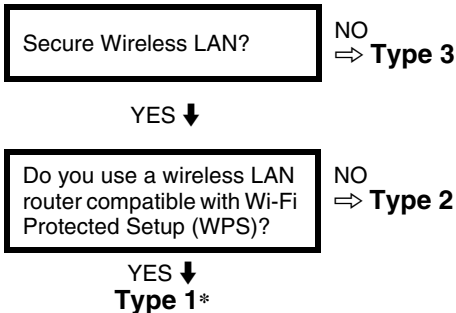 Secure Wireless LAN?
NO
⇨ Type 3
YES ⬇
Do you use a wireless LAN
router compatible with Wi-Fi
Protected Setup (WPS)?
NO
⇨ Type 2
YES ⬇
Type 1*